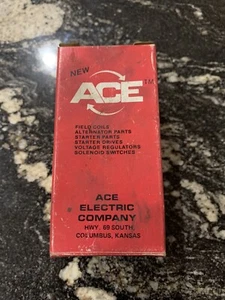 NEW
ACE TM
FIELD COILS
ALTERNATOR PARTS
STARTER PARTS
STARTER DRIVES
VOLTAGE REGULATORS
SOLENOID SWITCHES
ACE
ELECTRIC
COMPANY
HWY. 69 SOUTH
COLUMBUS, KANSAS